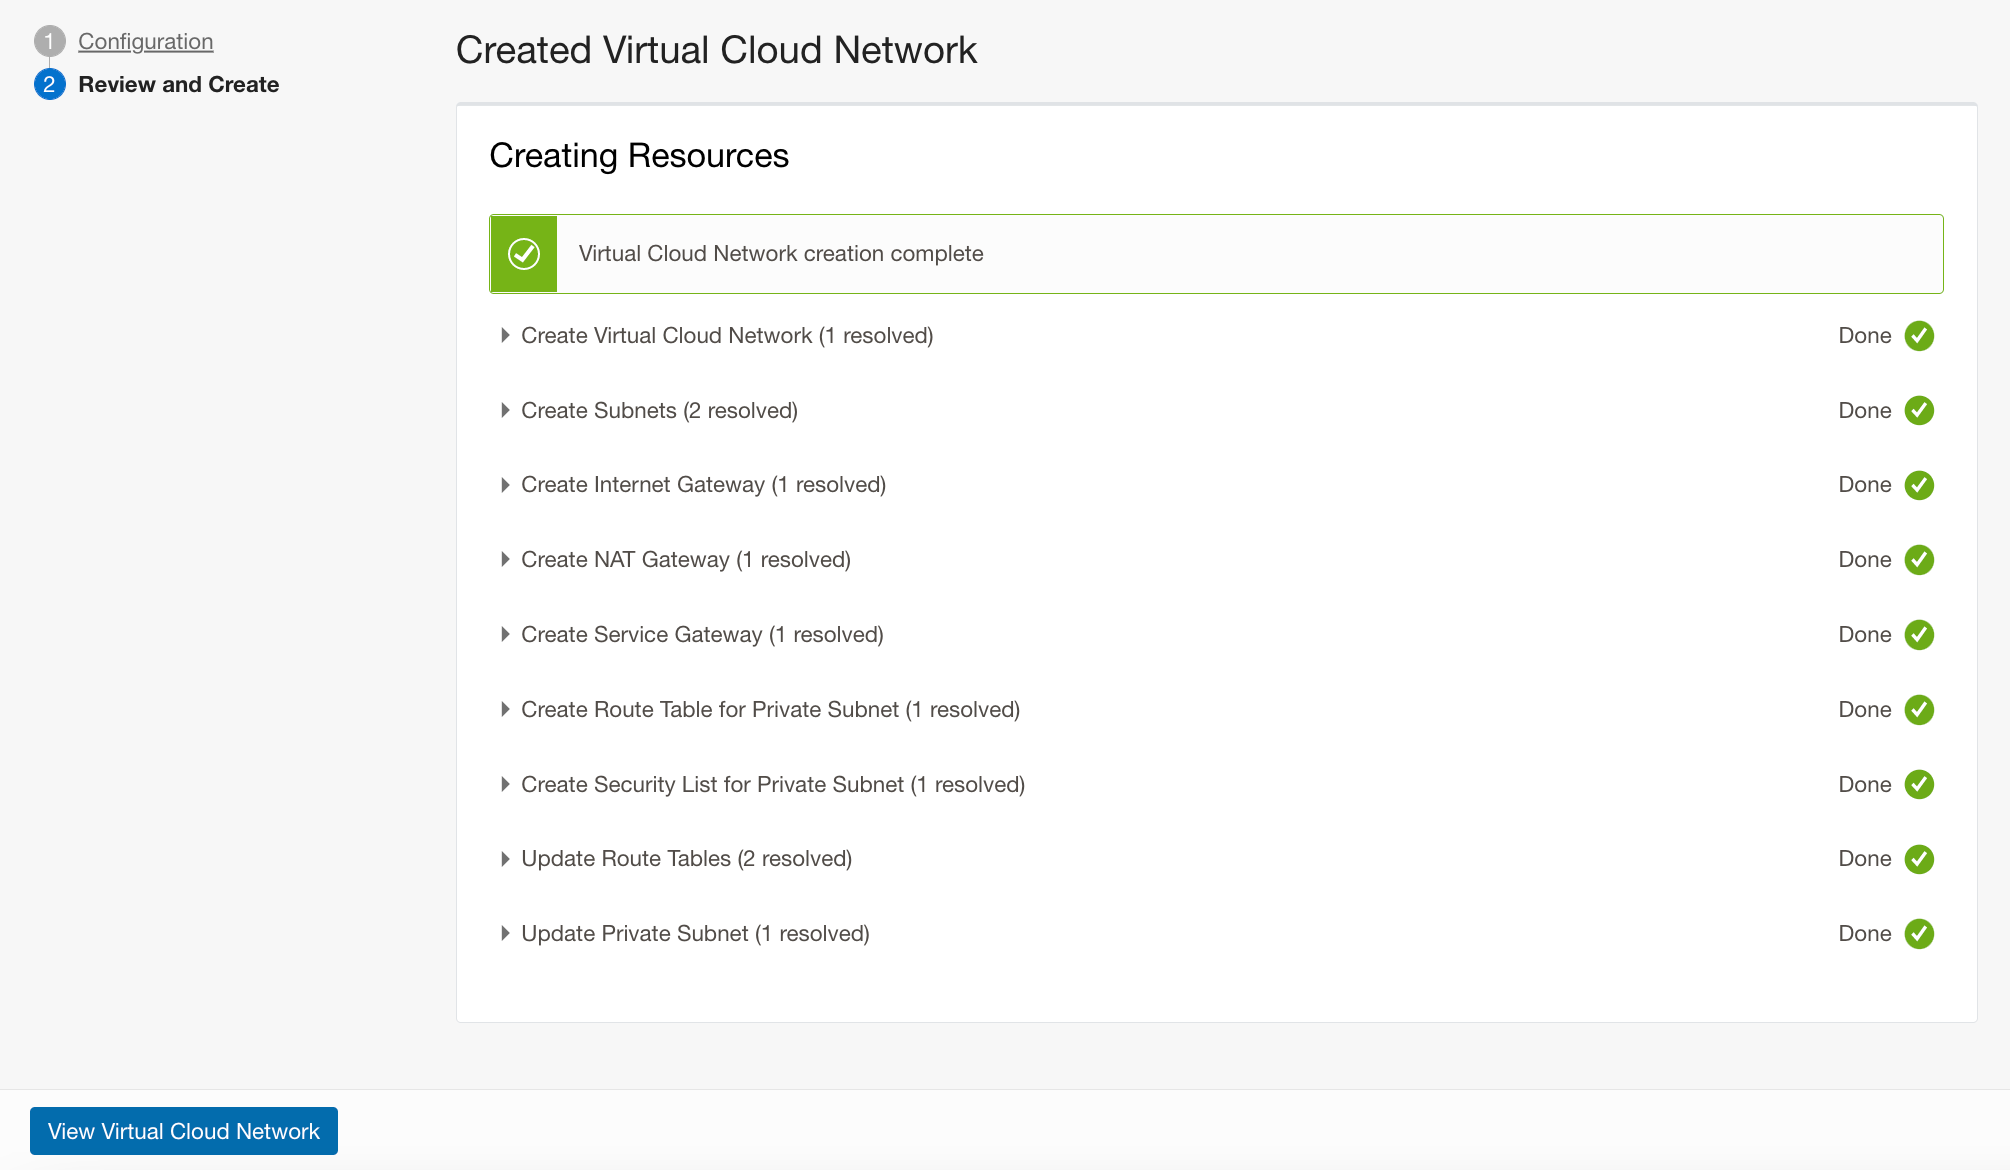 1 Configuration
2 Review and Create
Created Virtual Cloud Network
Creating Resources
Virtual Cloud Network creation complete
Create Virtual Cloud Network (1 resolved) Done
Create Subnets (2 resolved) Done
Create Internet Gateway (1 resolved) Done
Create NAT Gateway (1 resolved) Done
Create Service Gateway (1 resolved) Done
Create Route Table for Private Subnet (1 resolved) Done
Create Security List for Private Subnet (1 resolved) Done
Update Route Tables (2 resolved) Done
Update Private Subnet (1 resolved) Done
View Virtual Cloud Network